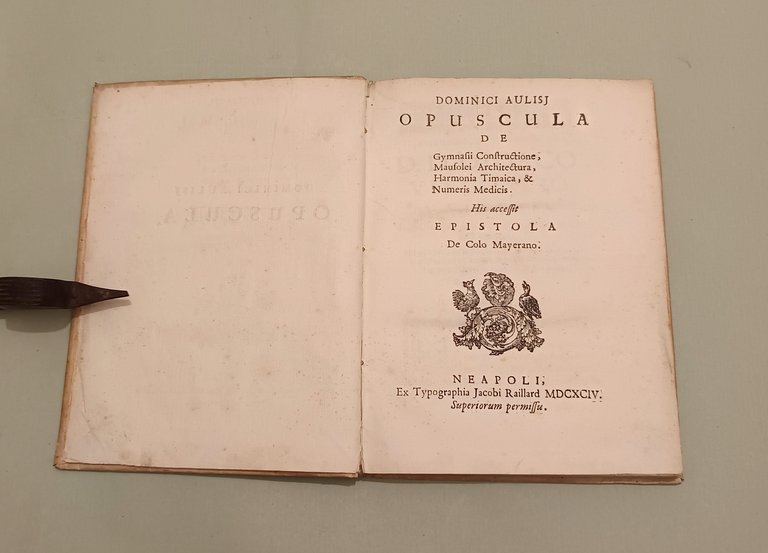 DOMINICI AULISJ
OPUSCULA
DE
Gymnasii Constructione,
Mausolei Architectura,
Harmonia Timaica, &
Numeris Medicis.
His accessit
EPISTOLA
De Colo Mayerano.
NEAPOLI,
Ex Typographia Jacobi Raillard MDCXCIV.
Superiorum permissu.